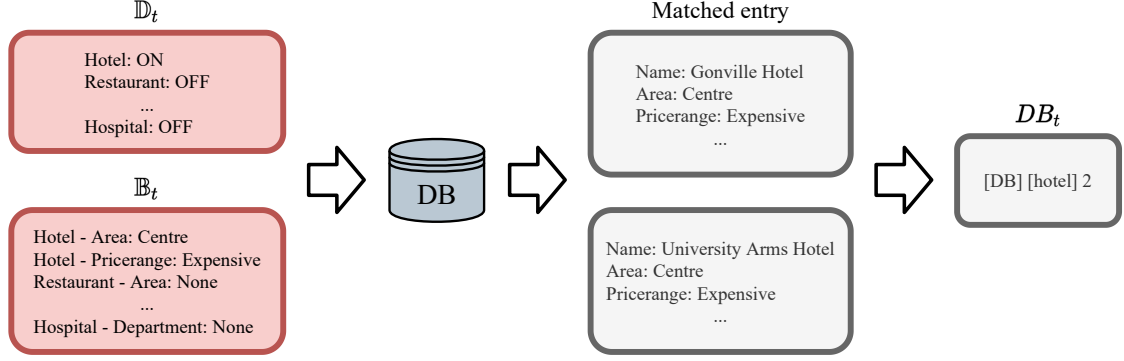 𝔻t
Hotel: ON
Restaurant: OFF
...
Hospital: OFF
𝔹t
Hotel - Area: Centre
Hotel - Pricerange: Expensive
Restaurant - Area: None
...
Hospital - Department: None
DB
Matched entry
Name: Gonville Hotel
Area: Centre
Pricerange: Expensive
...
Name: University Arms Hotel
Area: Centre
Pricerange: Expensive
...
DBt
[DB] [hotel] 2